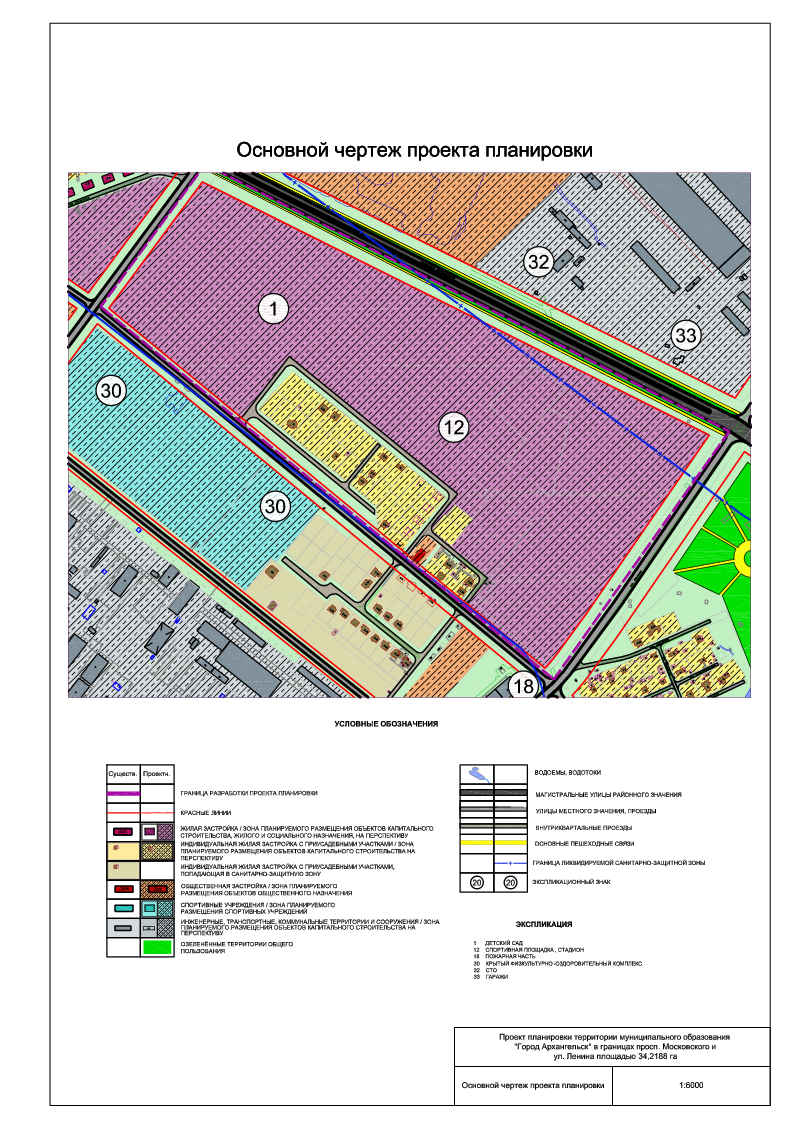 Основной чертеж проекта планировки
1
32
33
30
12
30
18
УСЛОВНЫЕ ОБОЗНАЧЕНИЯ
Существ. Проектн.
ГРАНИЦА РАЗРАБОТКИ ПРОЕКТА ПЛАНИРОВКИ
КРАСНЫЕ ЛИНИИ
ЖИЛАЯ ЗАСТРОЙКА / ЗОНА ПЛАНИРУЕМОГО РАЗМЕЩЕНИЯ ОБЪЕКТОВ КАПИТАЛЬНОГО
СТРОИТЕЛЬСТВА, ЖИЛОГО И СОЦИАЛЬНОГО НАЗНАЧЕНИЯ, НА ПЕРСПЕКТИВУ
ИНДИВИДУАЛЬНАЯ ЖИЛАЯ ЗАСТРОЙКА С ПРИУСАДЕБНЫМИ УЧАСТКАМИ / ЗОНА
ПЛАНИРУЕМОГО РАЗМЕЩЕНИЯ ОБЪЕКТОВ КАПИТАЛЬНОГО СТРОИТЕЛЬСТВА НА
ПЕРСПЕКТИВУ
ИНДИВИДУАЛЬНАЯ ЖИЛАЯ ЗАСТРОЙКА С ПРИУСАДЕБНЫМИ УЧАСТКАМИ,
ПОПАДАЮЩАЯ В САНИТАРНО-ЗАЩИТНУЮ ЗОНУ
ОБЩЕСТВЕННАЯ ЗАСТРОЙКА / ЗОНА ПЛАНИРУЕМОГО
РАЗМЕЩЕНИЯ ОБЪЕКТОВ ОБЩЕСТВЕННОГО НАЗНАЧЕНИЯ
СПОРТИВНЫЕ УЧРЕЖДЕНИЯ / ЗОНА ПЛАНИРУЕМОГО
РАЗМЕЩЕНИЯ СПОРТИВНЫХ УЧРЕЖДЕНИЙ
ИНЖЕНЕРНЫЕ, ТРАНСПОРТНЫЕ, КОММУНАЛЬНЫЕ ТЕРРИТОРИИ И СООРУЖЕНИЯ / ЗОНА
ПЛАНИРУЕМОГО РАЗМЕЩЕНИЯ ОБЪЕКТОВ КАПИТАЛЬНОГО СТРОИТЕЛЬСТВА НА
ПЕРСПЕКТИВУ
ОЗЕЛЕНЁННЫЕ ТЕРРИТОРИИ ОБЩЕГО
ПОЛЬЗОВАНИЯ
ВОДОЕМЫ, ВОДОТОКИ
МАГИСТРАЛЬНЫЕ УЛИЦЫ РАЙОННОГО ЗНАЧЕНИЯ
УЛИЦЫ МЕСТНОГО ЗНАЧЕНИЯ, ПРОЕЗДЫ
ВНУТРИКВАРТАЛЬНЫЕ ПРОЕЗДЫ
ОСНОВНЫЕ ПЕШЕХОДНЫЕ СВЯЗИ
ГРАНИЦА ЛИКВИДИРУЕМОЙ САНИТАРНО-ЗАЩИТНОЙ ЗОНЫ
20 20 ЭКСПЛИКАЦИОННЫЙ ЗНАК
ЭКСПЛИКАЦИЯ
1 ДЕТСКИЙ САД
12 СПОРТИВНАЯ ПЛОЩАДКА, СТАДИОН
18 ПОЖАРНАЯ ЧАСТЬ
30 КРЫТЫЙ ФИЗКУЛЬТУРНО-ОЗДОРОВИТЕЛЬНЫЙ КОМПЛЕКС
32 СТО
33 ГАРАЖИ
Проект планировки территории муниципального образования
"Город Архангельск" в границах просп. Московского и
ул. Ленина площадью 34,2188 га
Основной чертеж проекта планировки
1:6000